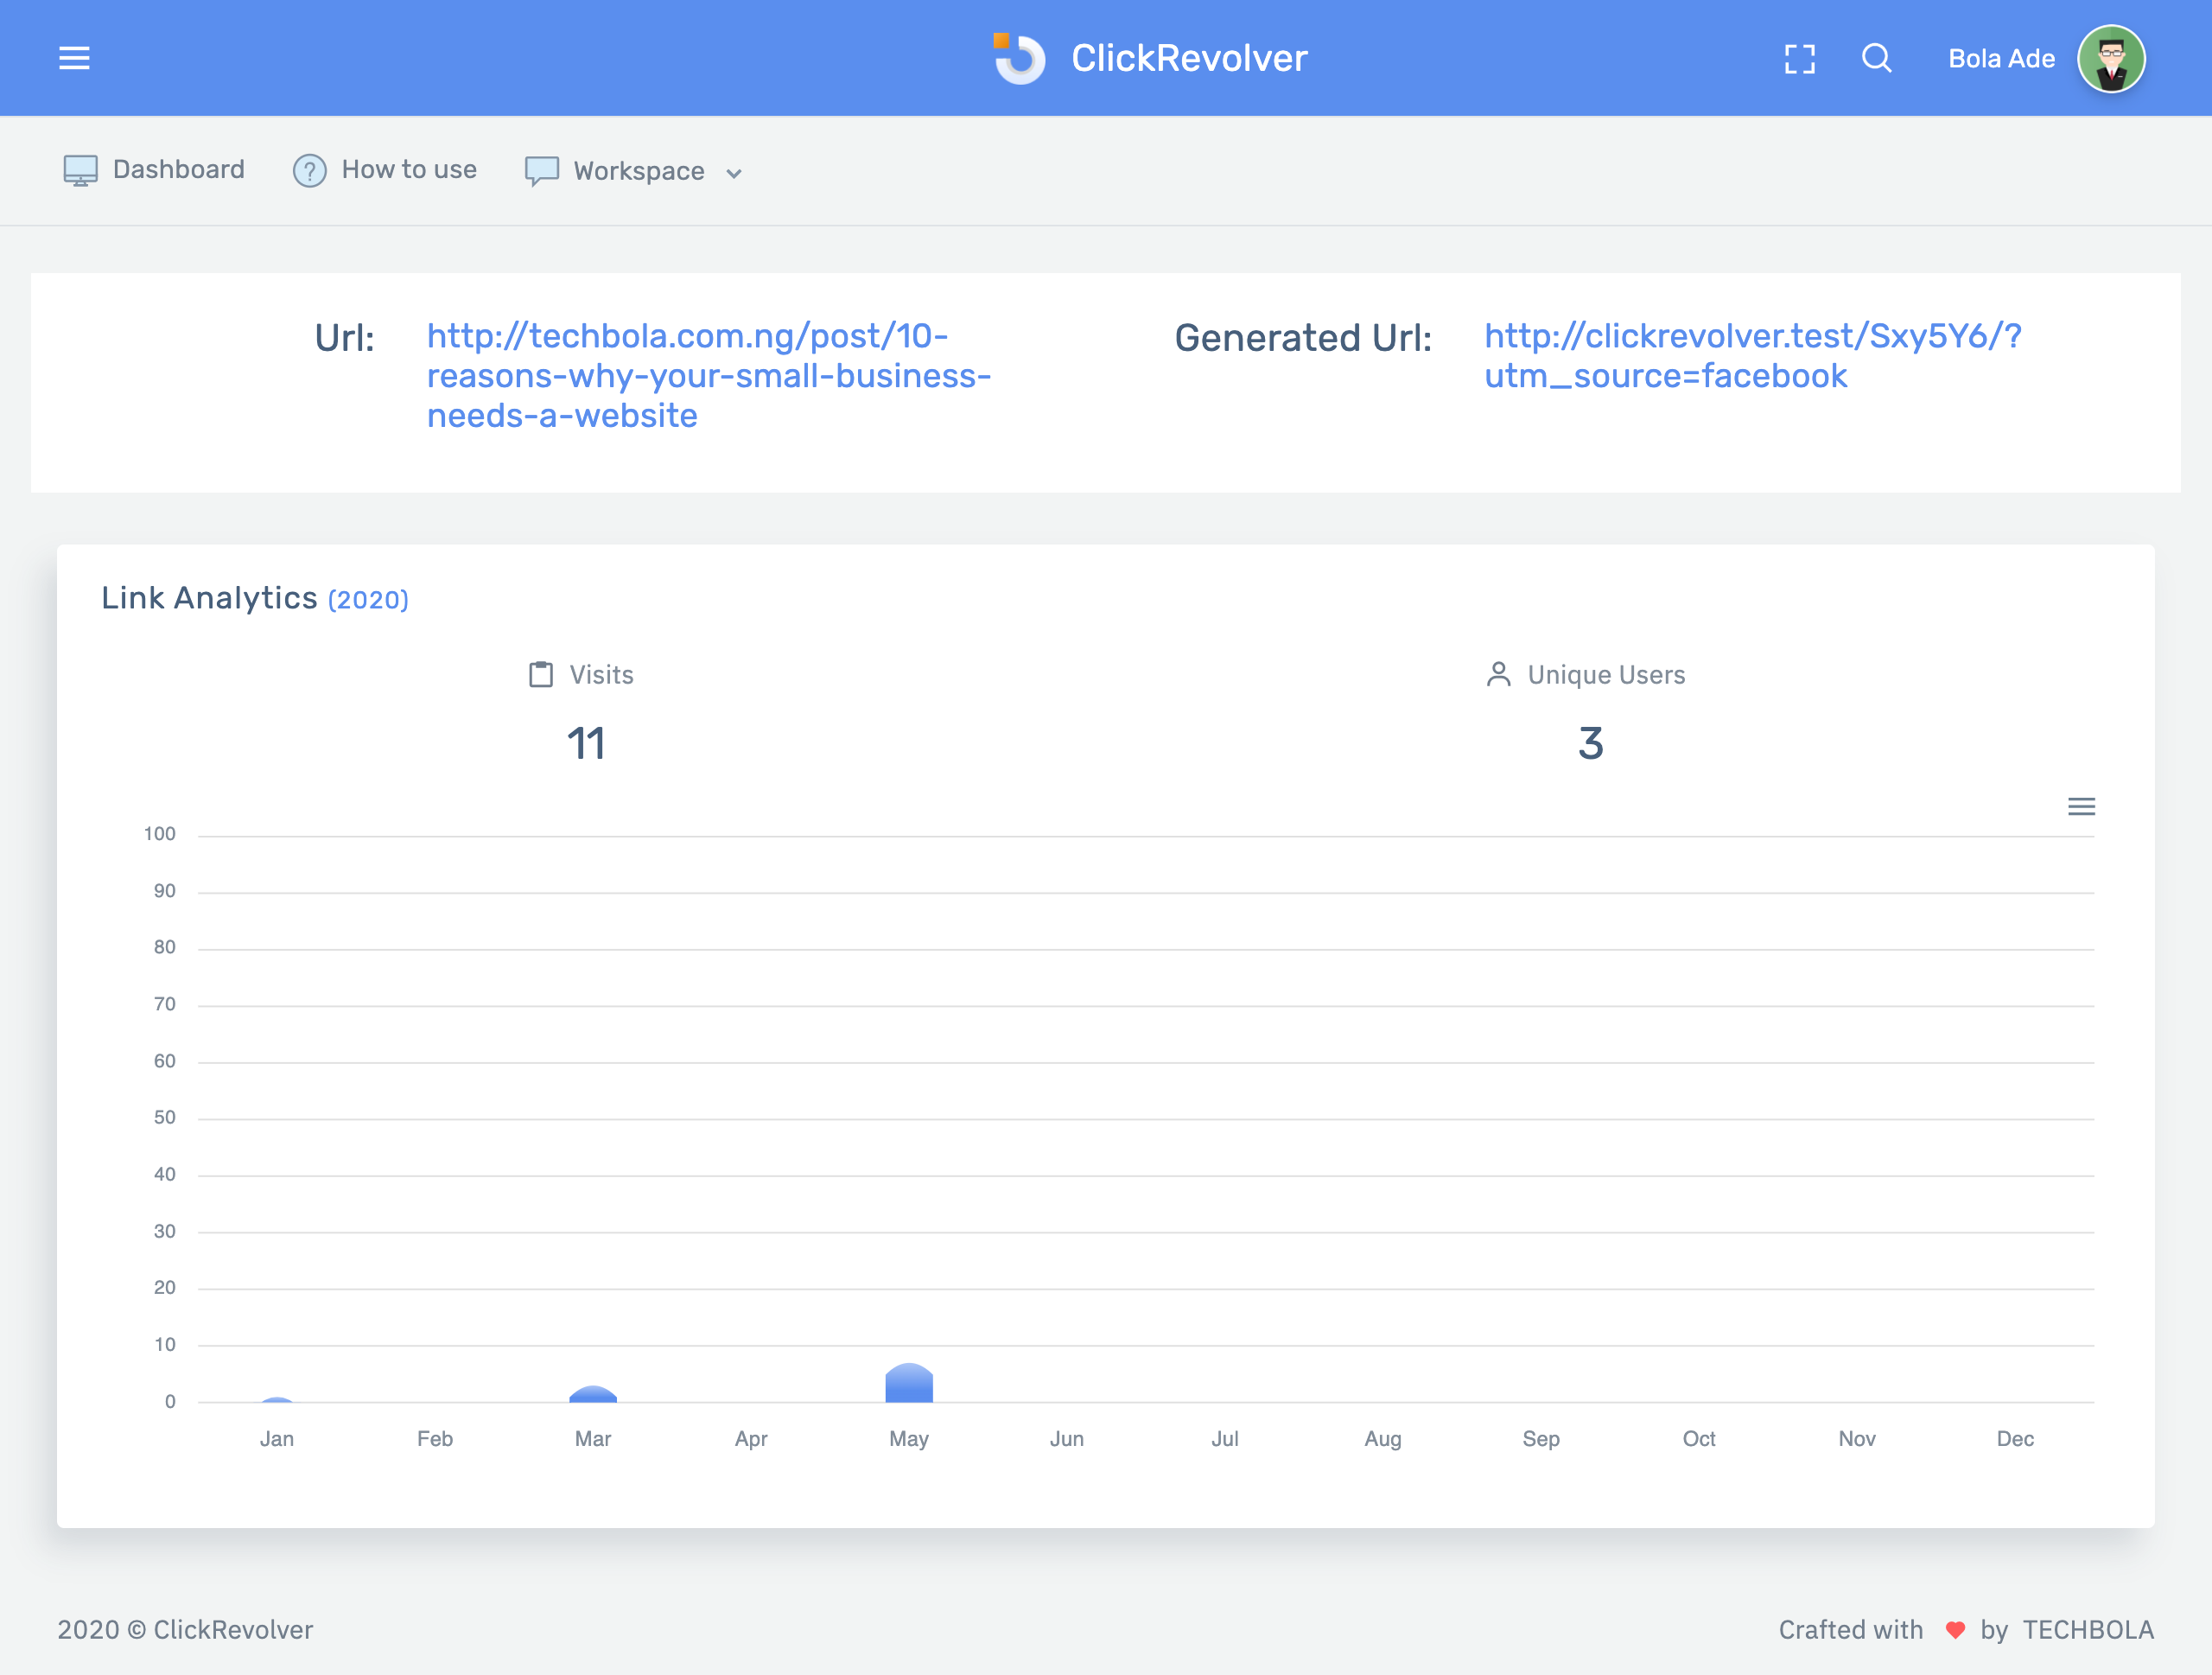 ClickRevolver
Bola Ade
Dashboard
How to use
Workspace
Url:
http://techbola.com.ng/post/10-
reasons-why-your-small-business-
needs-a-website
Generated Url:
http://clickrevolver.test/Sxy5Y6/?
utm_source=facebook
Link Analytics (2020)
Visits
11
Unique Users
3
100
90
80
70
60
50
40
30
20
10
0
Jan Feb Mar Apr May Jun Jul Aug Sep Oct Nov Dec
2020 © ClickRevolver
Crafted with ❤ by TECHBOLA